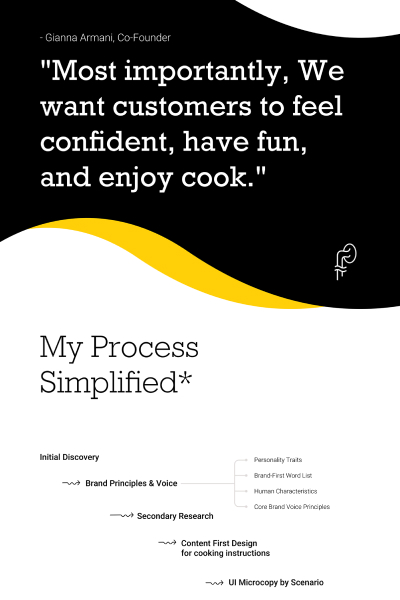 - Gianna Armani, Co-Founder
"Most importantly, We
want customers to feel
confident, have fun,
and enjoy cook."
My Process
Simplified*
Initial Discovery
Brand Principles & Voice
Personality Traits
Brand-First Word List
Human Characteristics
Core Brand Voice Principles
Secondary Research
Content First Design
for cooking instructions
UI Microcopy by Scenario